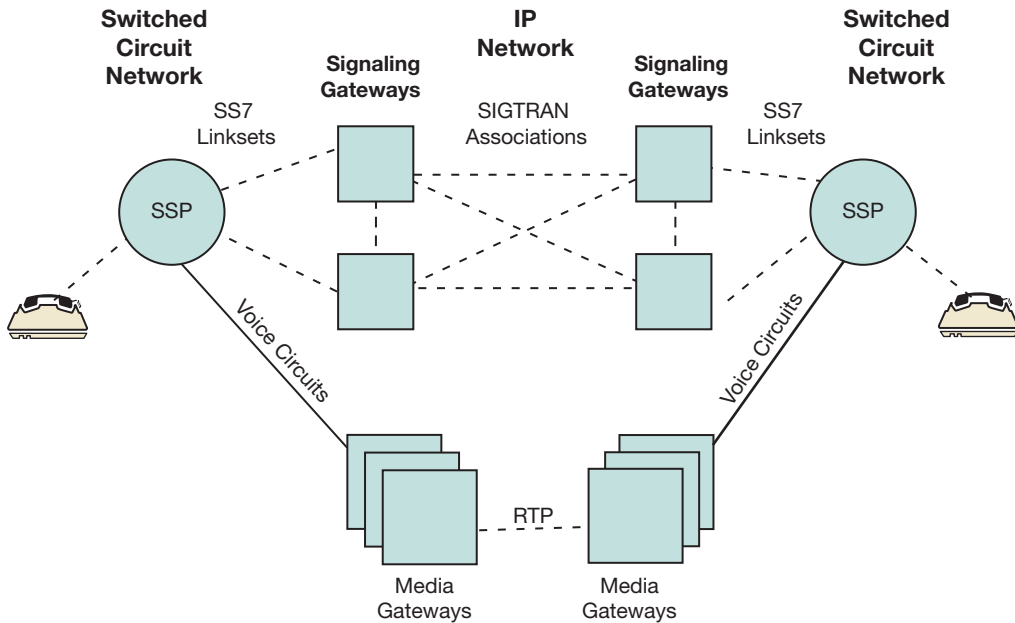 Switched
Circuit
Network
IP
Network
Switched
Circuit
Network
Signaling
Gateways
Signaling
Gateways
SS7
Linksets
SIGTRAN
Associations
SS7
Linksets
SSP
SSP
Voice Circuits
Voice Circuits
RTP
Media
Gateways
Media
Gateways